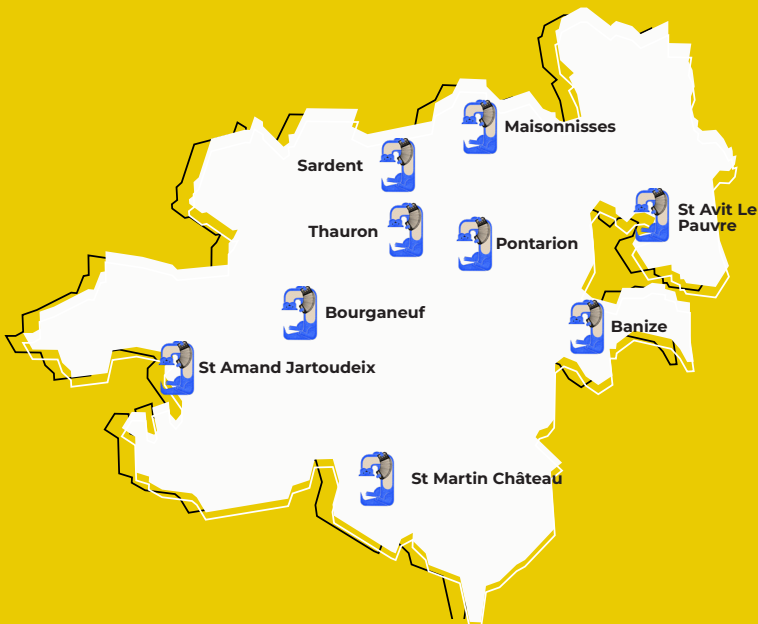 Maisonnisses
Sardent
St Avit Le
Pauvre
Thauron
Pontarion
Bourganeuf
Banize
St Amand Jartoudeix
St Martin Château